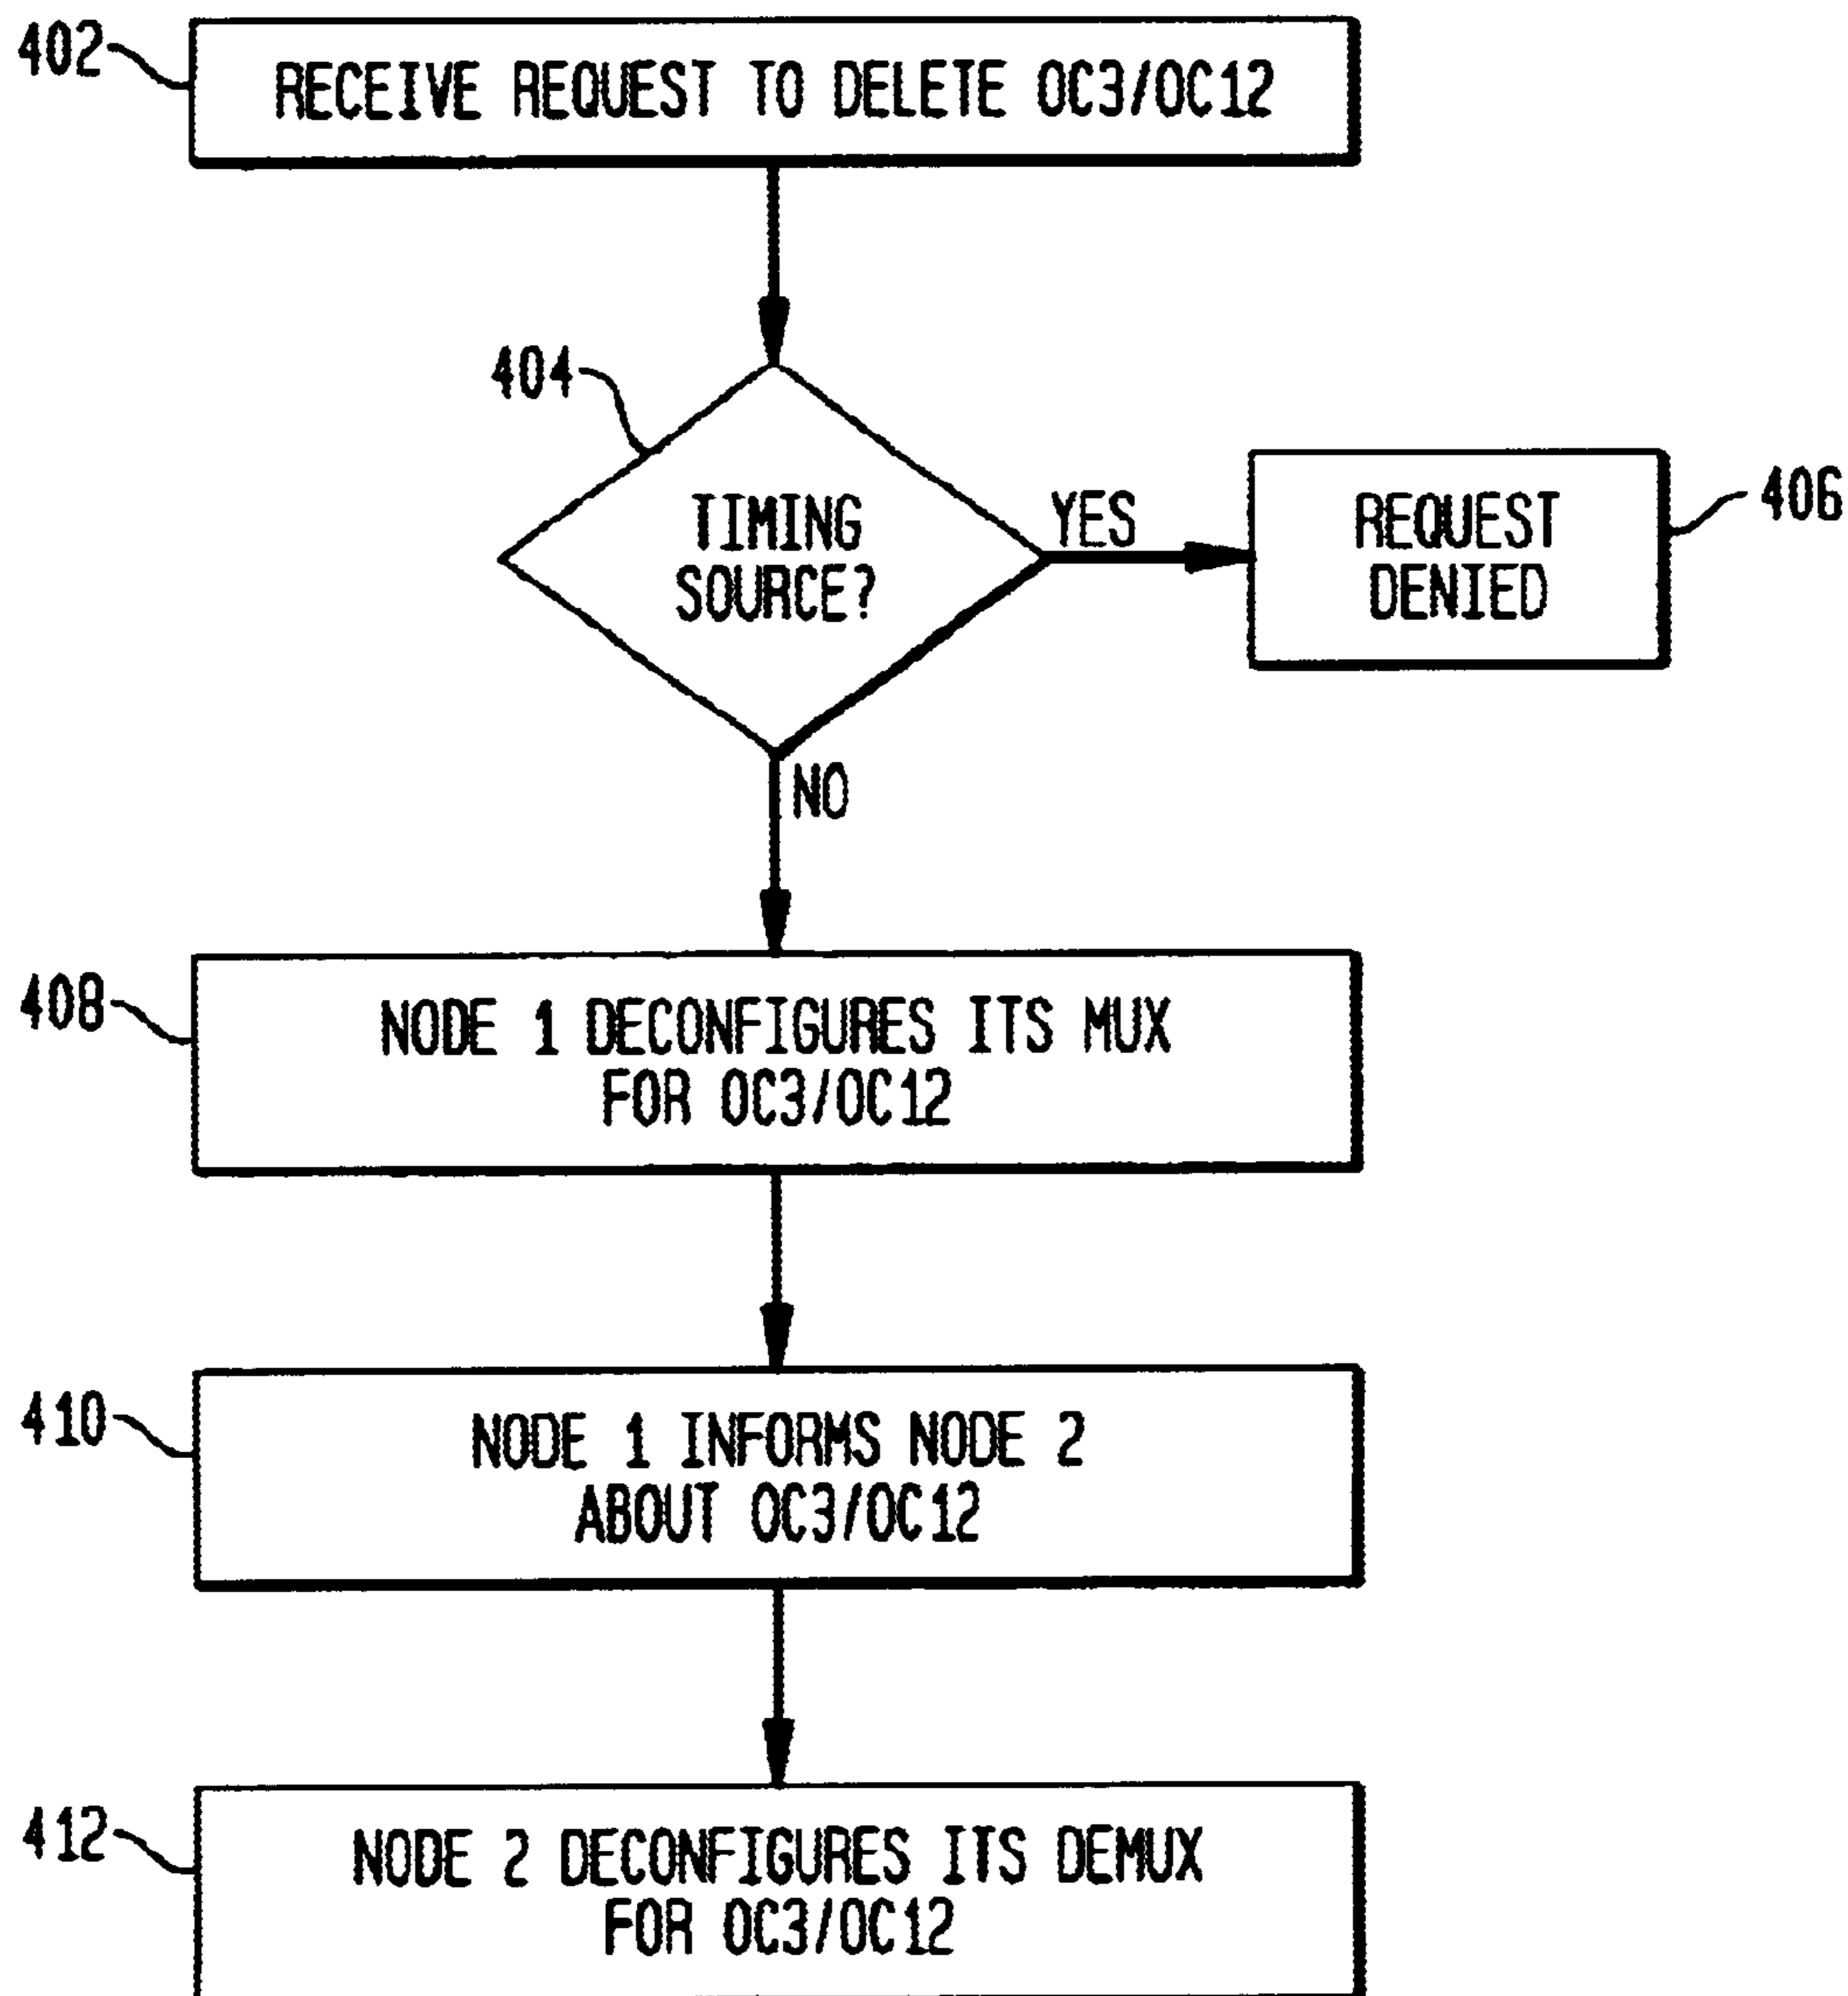 402
RECEIVE REQUEST TO DELETE OC3/OC12
404
TIMING
SOURCE?
YES
REQUEST
DENIED
406
NO
408
NODE 1 DECONFIGURES ITS MUX
FOR OC3/OC12
410
NODE 1 INFORMS NODE 2
ABOUT OC3/OC12
412
NODE 2 DECONFIGURES ITS DEMUX
FOR OC3/OC12